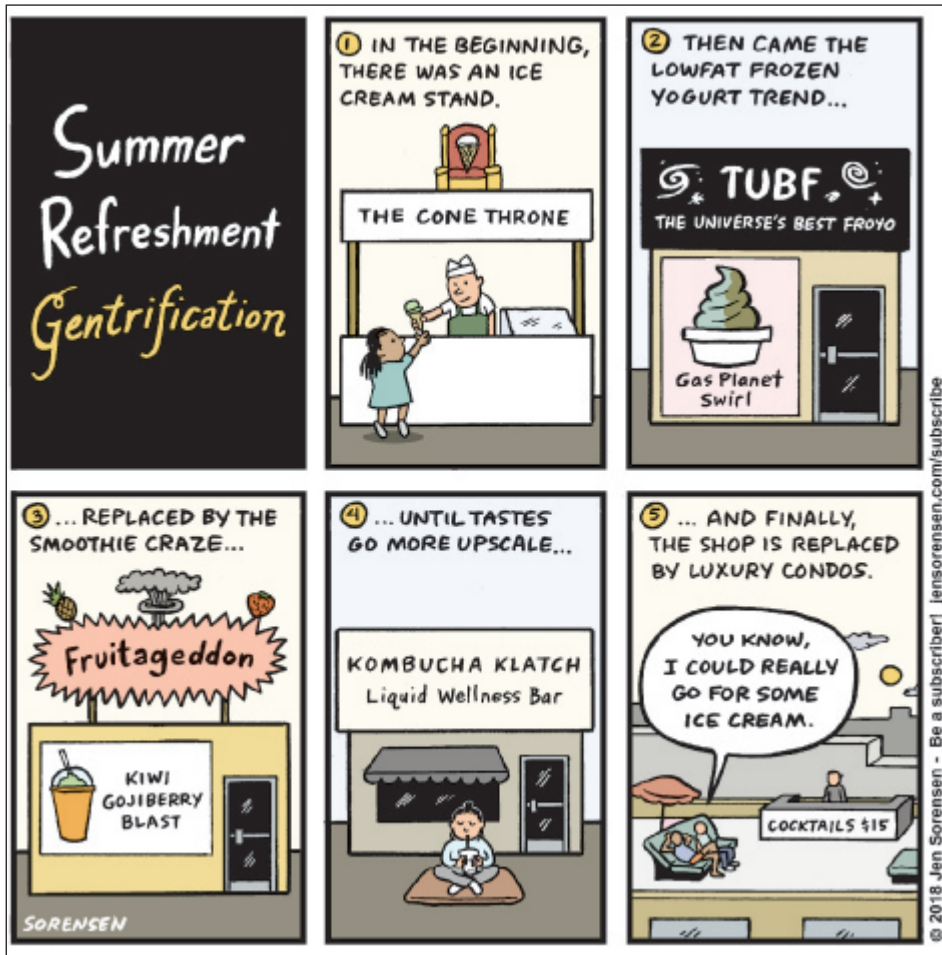 Summer
Refreshment
Gentrification
1 IN THE BEGINNING,
THERE WAS AN ICE
CREAM STAND.
THE CONE THRONE
2 THEN CAME THE
LOWFAT FROZEN
YOGURT TREND...
TUBF
THE UNIVERSE'S BEST FROYO
Gas Planet
Swirl
3 ... REPLACED BY THE
SMOOTHIE CRAZE...
Fruitageddon
KIWI
GOJIBERRY
BLAST
SORENSEN
4 ... UNTIL TASTES
GO MORE UPSCALE...
KOMBUCHA KLATCH
Liquid Wellness Bar
5 ... AND FINALLY,
THE SHOP IS REPLACED
BY LUXURY CONDOS.
YOU KNOW,
I COULD REALLY
GO FOR SOME
ICE CREAM.
COCKTAILS $15
© 2018 Jen Sorensen - Be a subscriber! jensorensen.com/subscribe